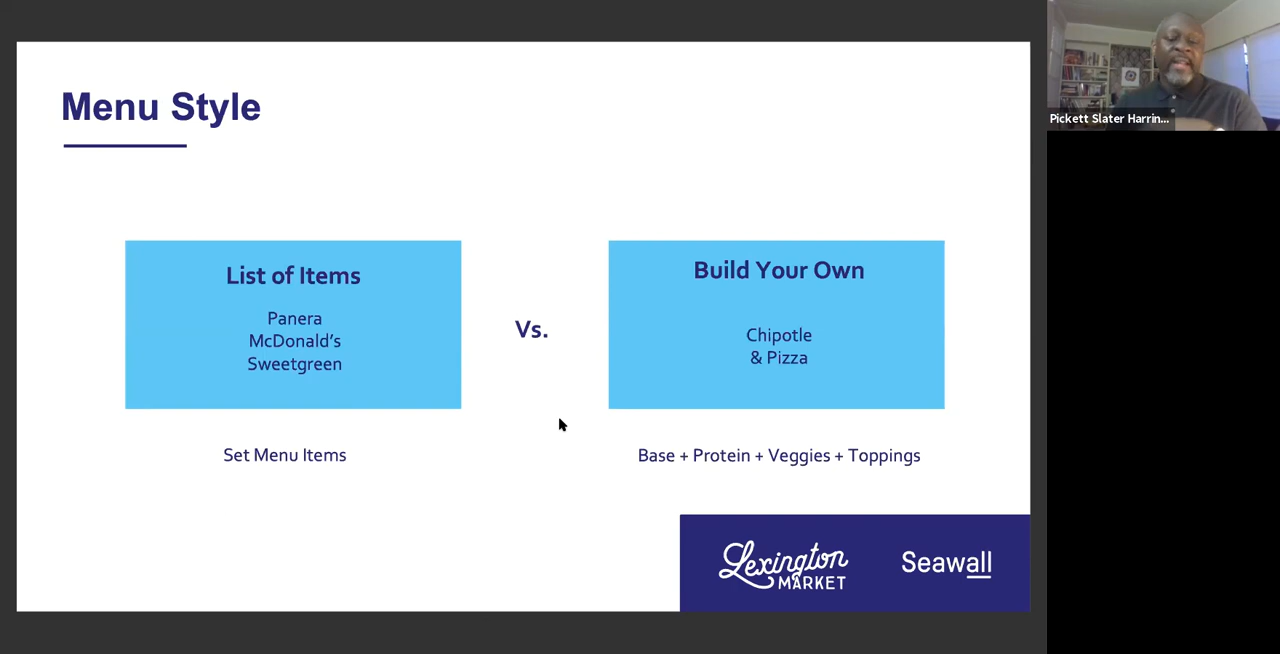 Menu Style
List of Items
Panera
McDonald's
Sweetgreen
Vs.
Build Your Own
Chipotle
& Pizza
Set Menu Items
Base + Protein + Veggies + Toppings
Lexington
MARKET
Seawall
Pickett Slater Harrin...